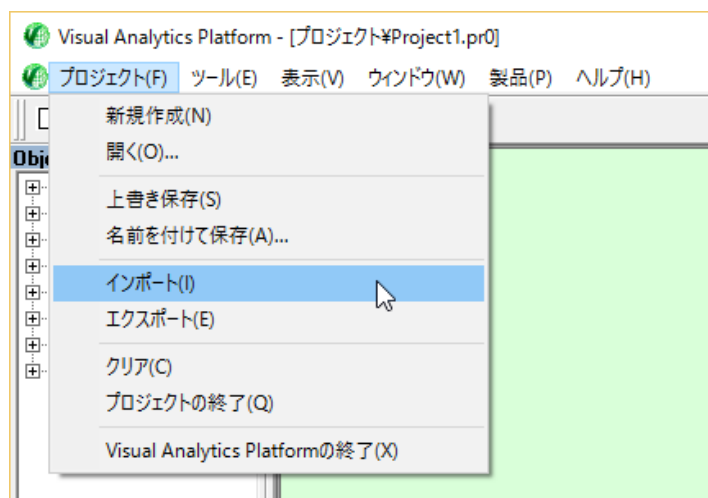 Visual Analytics Platform - [プロジェクト¥Project1.pr0]
プロジェクト(F) ツール(E) 表示(V) ウィンドウ(W) 製品(P) ヘルプ(H)
新規作成(N)
開く(O)...
Obje
上書き保存(S)
名前を付けて保存(A)...
インポート(I)
エクスポート(E)
クリア(C)
プロジェクトの終了(Q)
Visual Analytics Platformの終了(X)